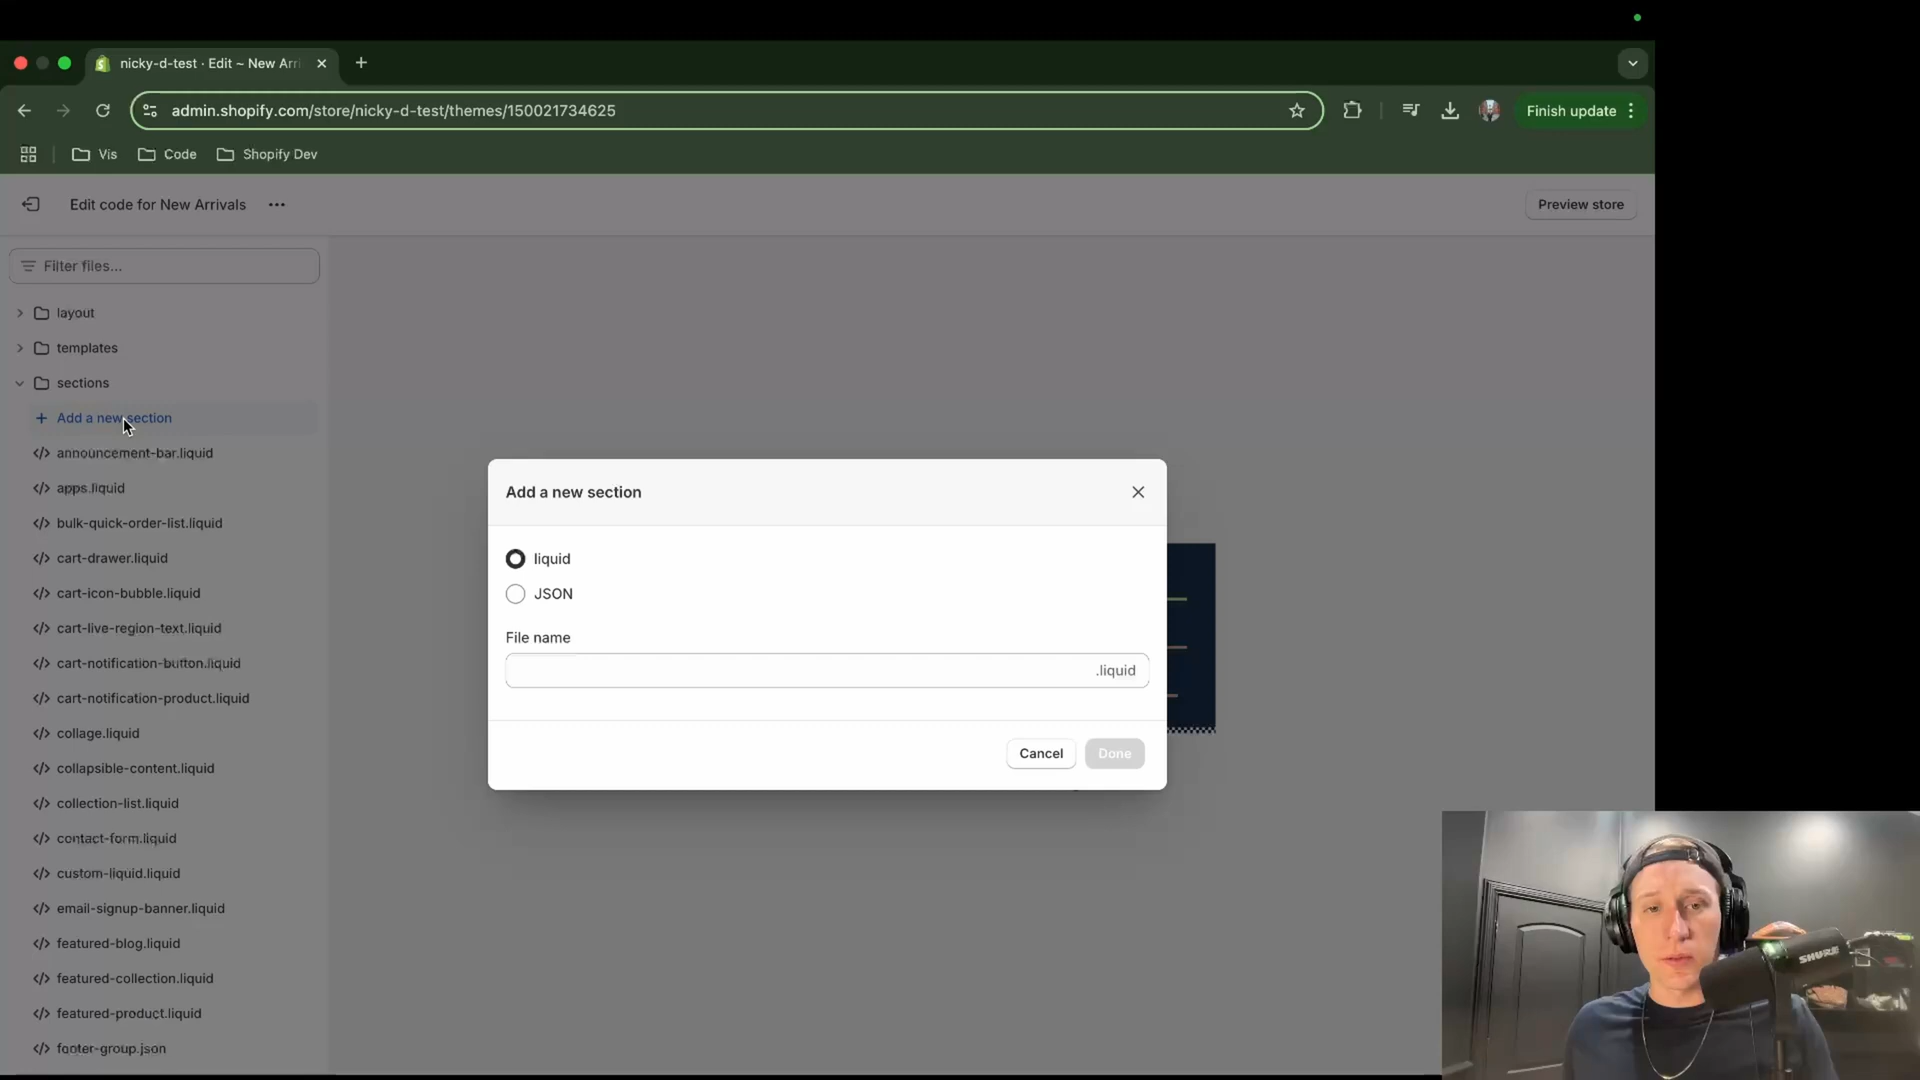 nicky-d-test · Edit ~ New Arri
admin.shopify.com/store/nicky-d-test/themes/150021734625
Finish update
Vis
Code
Shopify Dev
Edit code for New Arrivals
Preview store
Filter files...
layout
templates
sections
Add a new section
announcement-bar.liquid
apps.liquid
bulk-quick-order-list.liquid
cart-drawer.liquid
cart-icon-bubble.liquid
cart-live-region-text.liquid
cart-notification-button.liquid
cart-notification-product.liquid
collage.liquid
collapsible-content.liquid
collection-list.liquid
contact-form.liquid
custom-liquid.liquid
email-signup-banner.liquid
featured-blog.liquid
featured-collection.liquid
featured-product.liquid
footer-group.json
Add a new section
liquid
JSON
File name
.liquid
Cancel
Done
SHURE